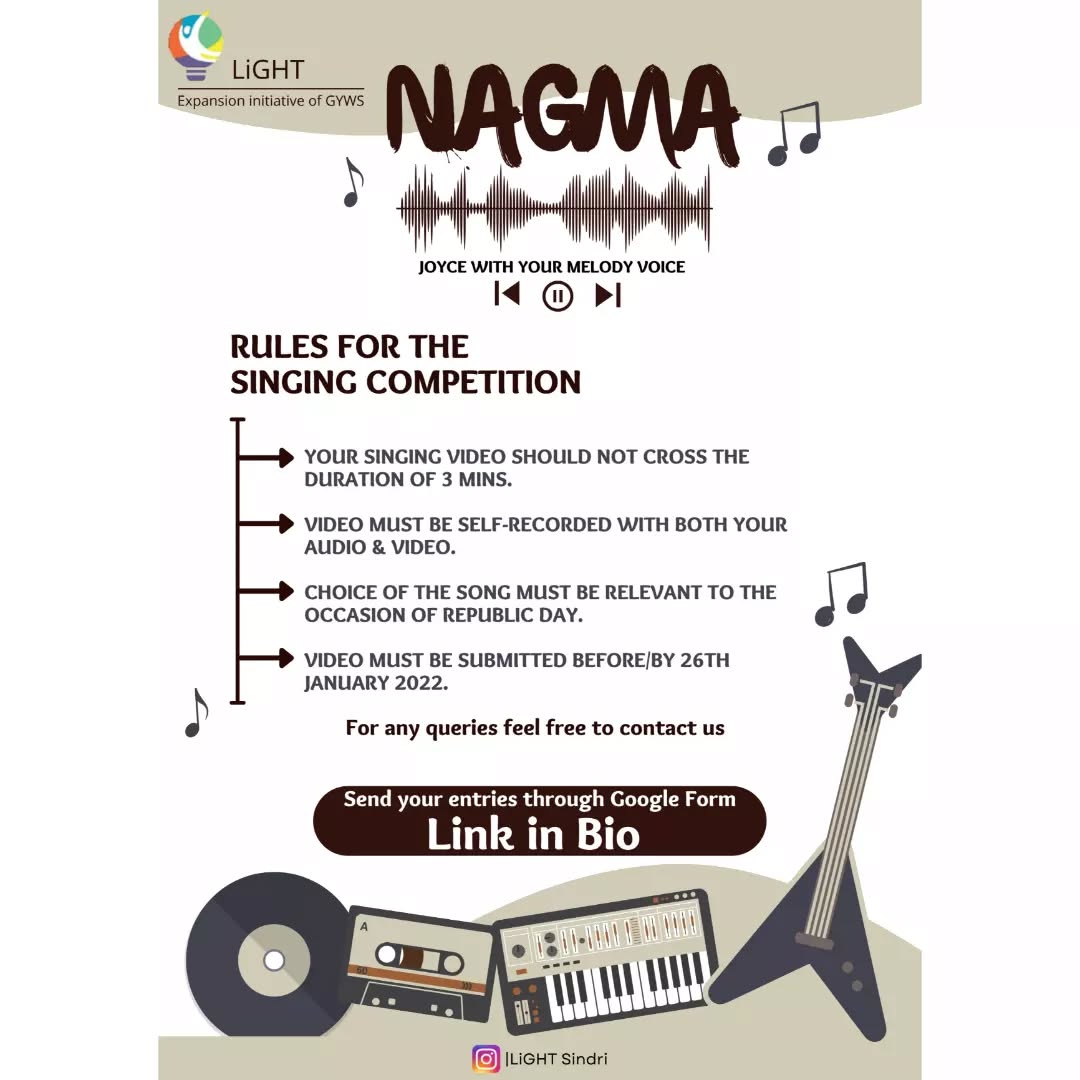 LiGHT
Expansion initiative of GYWS
NAGMA
JOYCE WITH YOUR MELODY VOICE
RULES FOR THE
SINGING COMPETITION
YOUR SINGING VIDEO SHOULD NOT CROSS THE
DURATION OF 3 MINS.
VIDEO MUST BE SELF-RECORDED WITH BOTH YOUR
AUDIO & VIDEO.
CHOICE OF THE SONG MUST BE RELEVANT TO THE
OCCASION OF REPUBLIC DAY.
VIDEO MUST BE SUBMITTED BEFORE/BY 26TH
JANUARY 2022.
For any queries feel free to contact us
Send your entries through Google Form
Link in Bio
A
60
|LiGHT Sindri